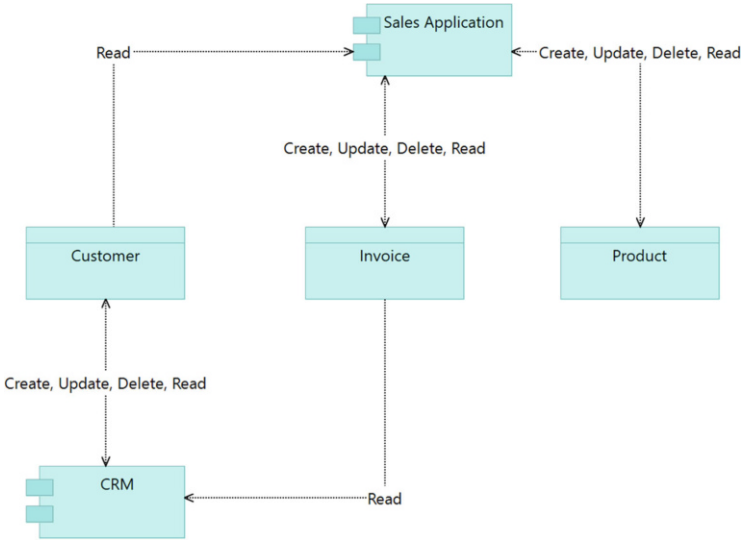 Sales Application
Read
Create, Update, Delete, Read
Create, Update, Delete, Read
Customer
Invoice
Product
Create, Update, Delete, Read
CRM
Read